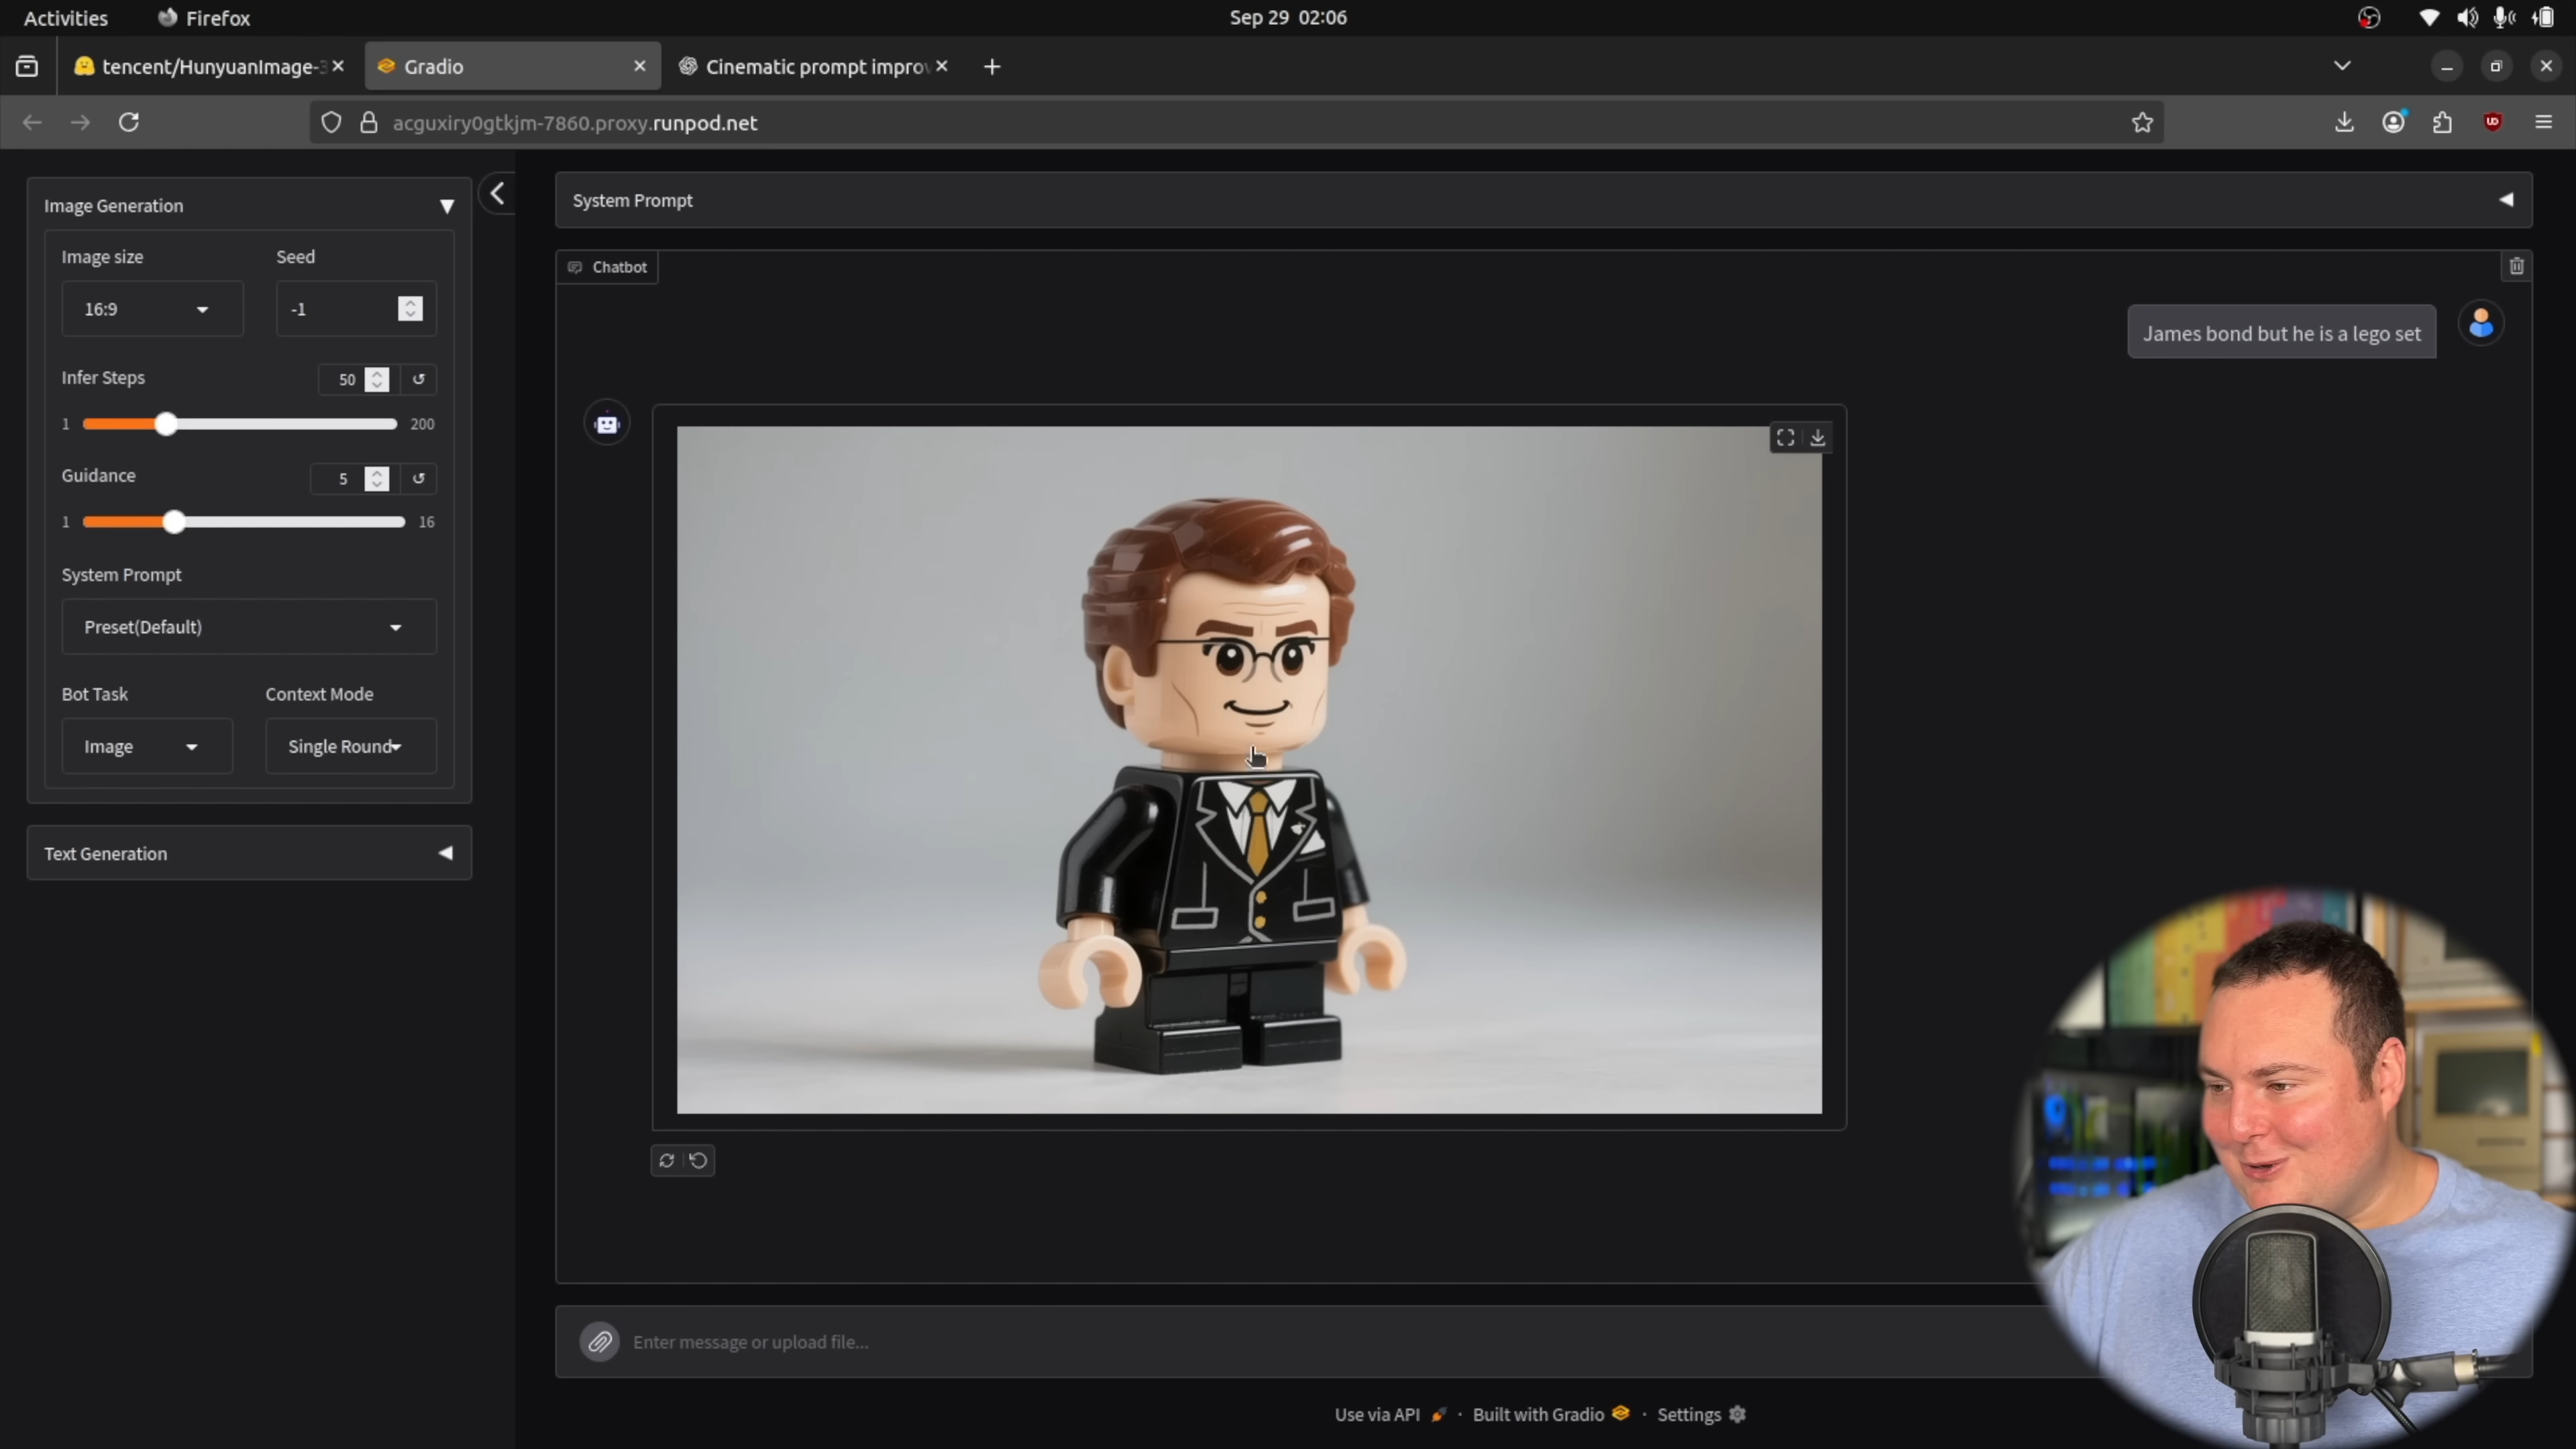 Activities
Firefox
Sep 29 02:06
tencent/HunyuanImage-3
Gradio
Cinematic prompt improv
acguxiry0gtkjm-7860.proxy.runpod.net
Image Generation
System Prompt
Image size
Seed
16:9
-1
Chatbot
James bond but he is a lego set
Infer Steps
50
1
200
Guidance
5
1
16
System Prompt
Preset(Default)
Bot Task
Context Mode
Image
Single Round
Text Generation
Enter message or upload file...
Use via API · Built with Gradio · Settings